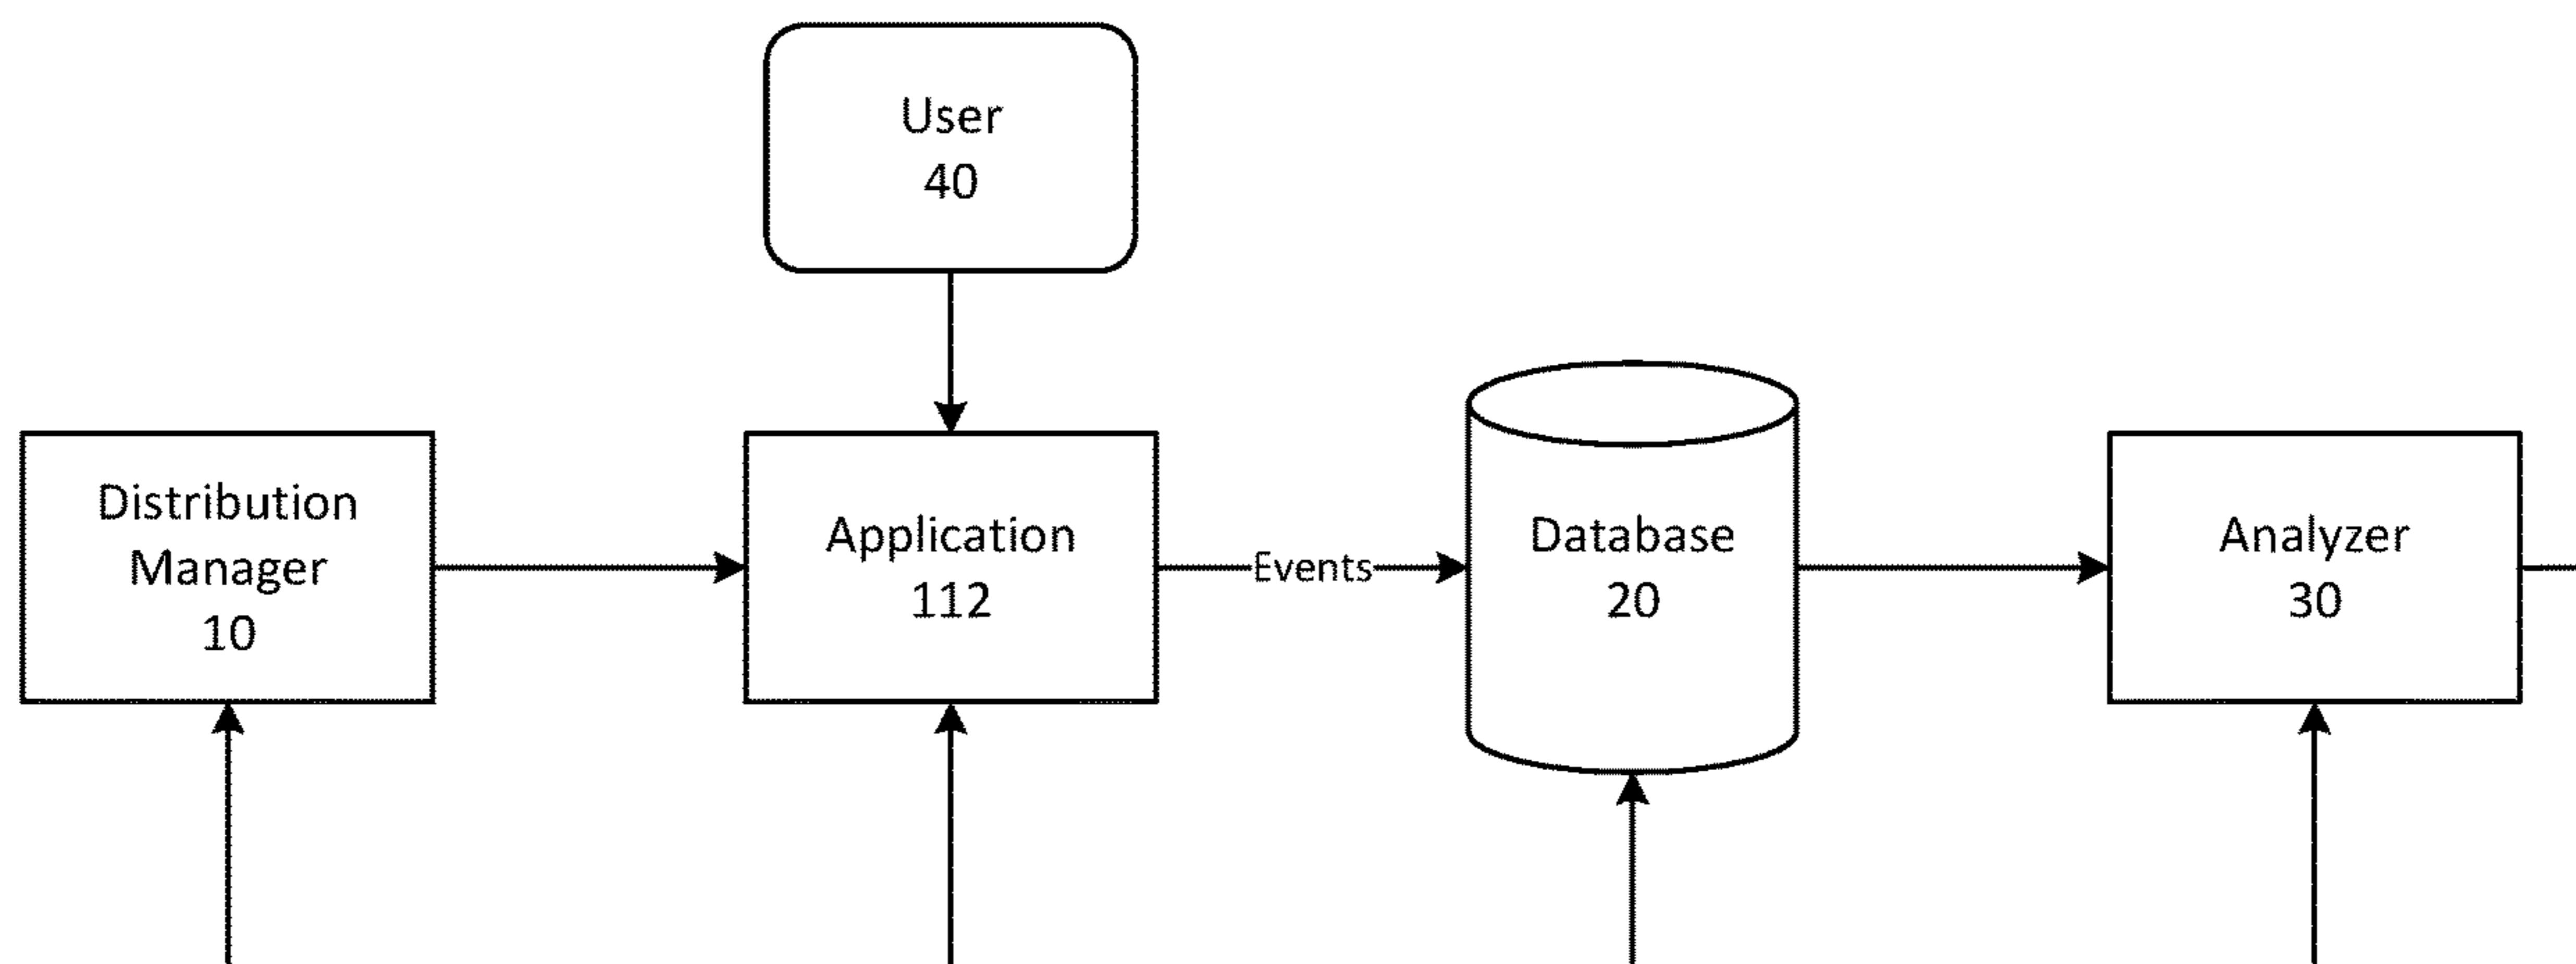 User
40
Distribution
Manager
10
Application
112
Events
Database
20
Analyzer
30